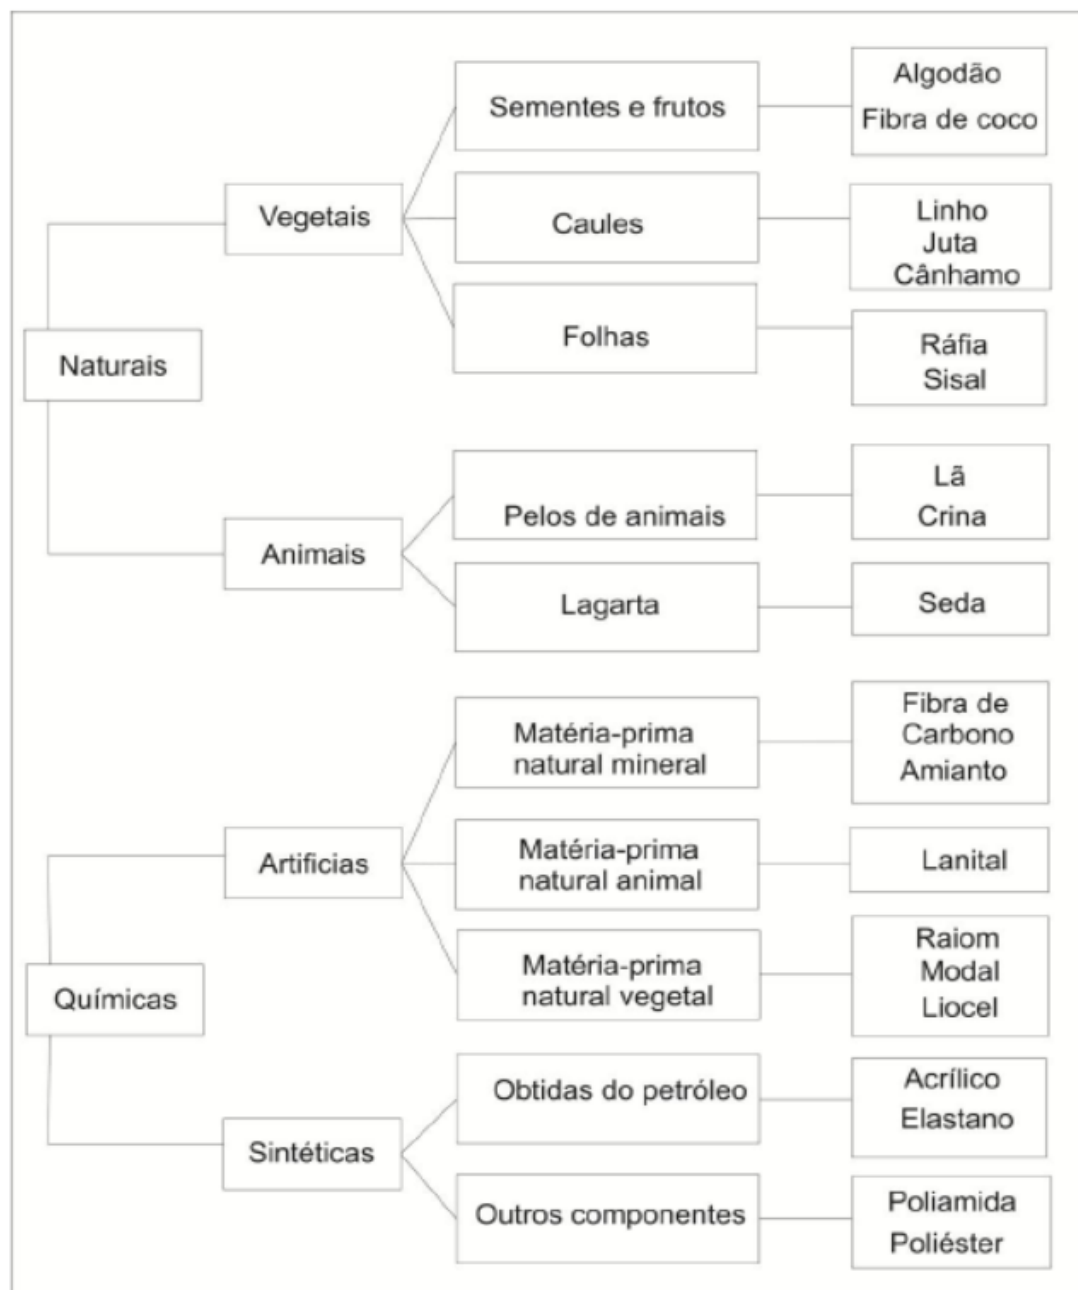 Naturais
Vegetais
Sementes e frutos
Algodão
Fibra de coco
Caules
Linho
Juta
Cânhamo
Folhas
Ráfia
Sisal
Animais
Pelos de animais
Lã
Crina
Lagarta
Seda
Químicas
Artificias
Matéria-prima
natural mineral
Fibra de
Carbono
Amianto
Matéria-prima
natural animal
Lanital
Matéria-prima
natural vegetal
Raiom
Modal
Liocel
Sintéticas
Obtidas do petróleo
Acrílico
Elastano
Outros componentes
Poliamida
Poliéster